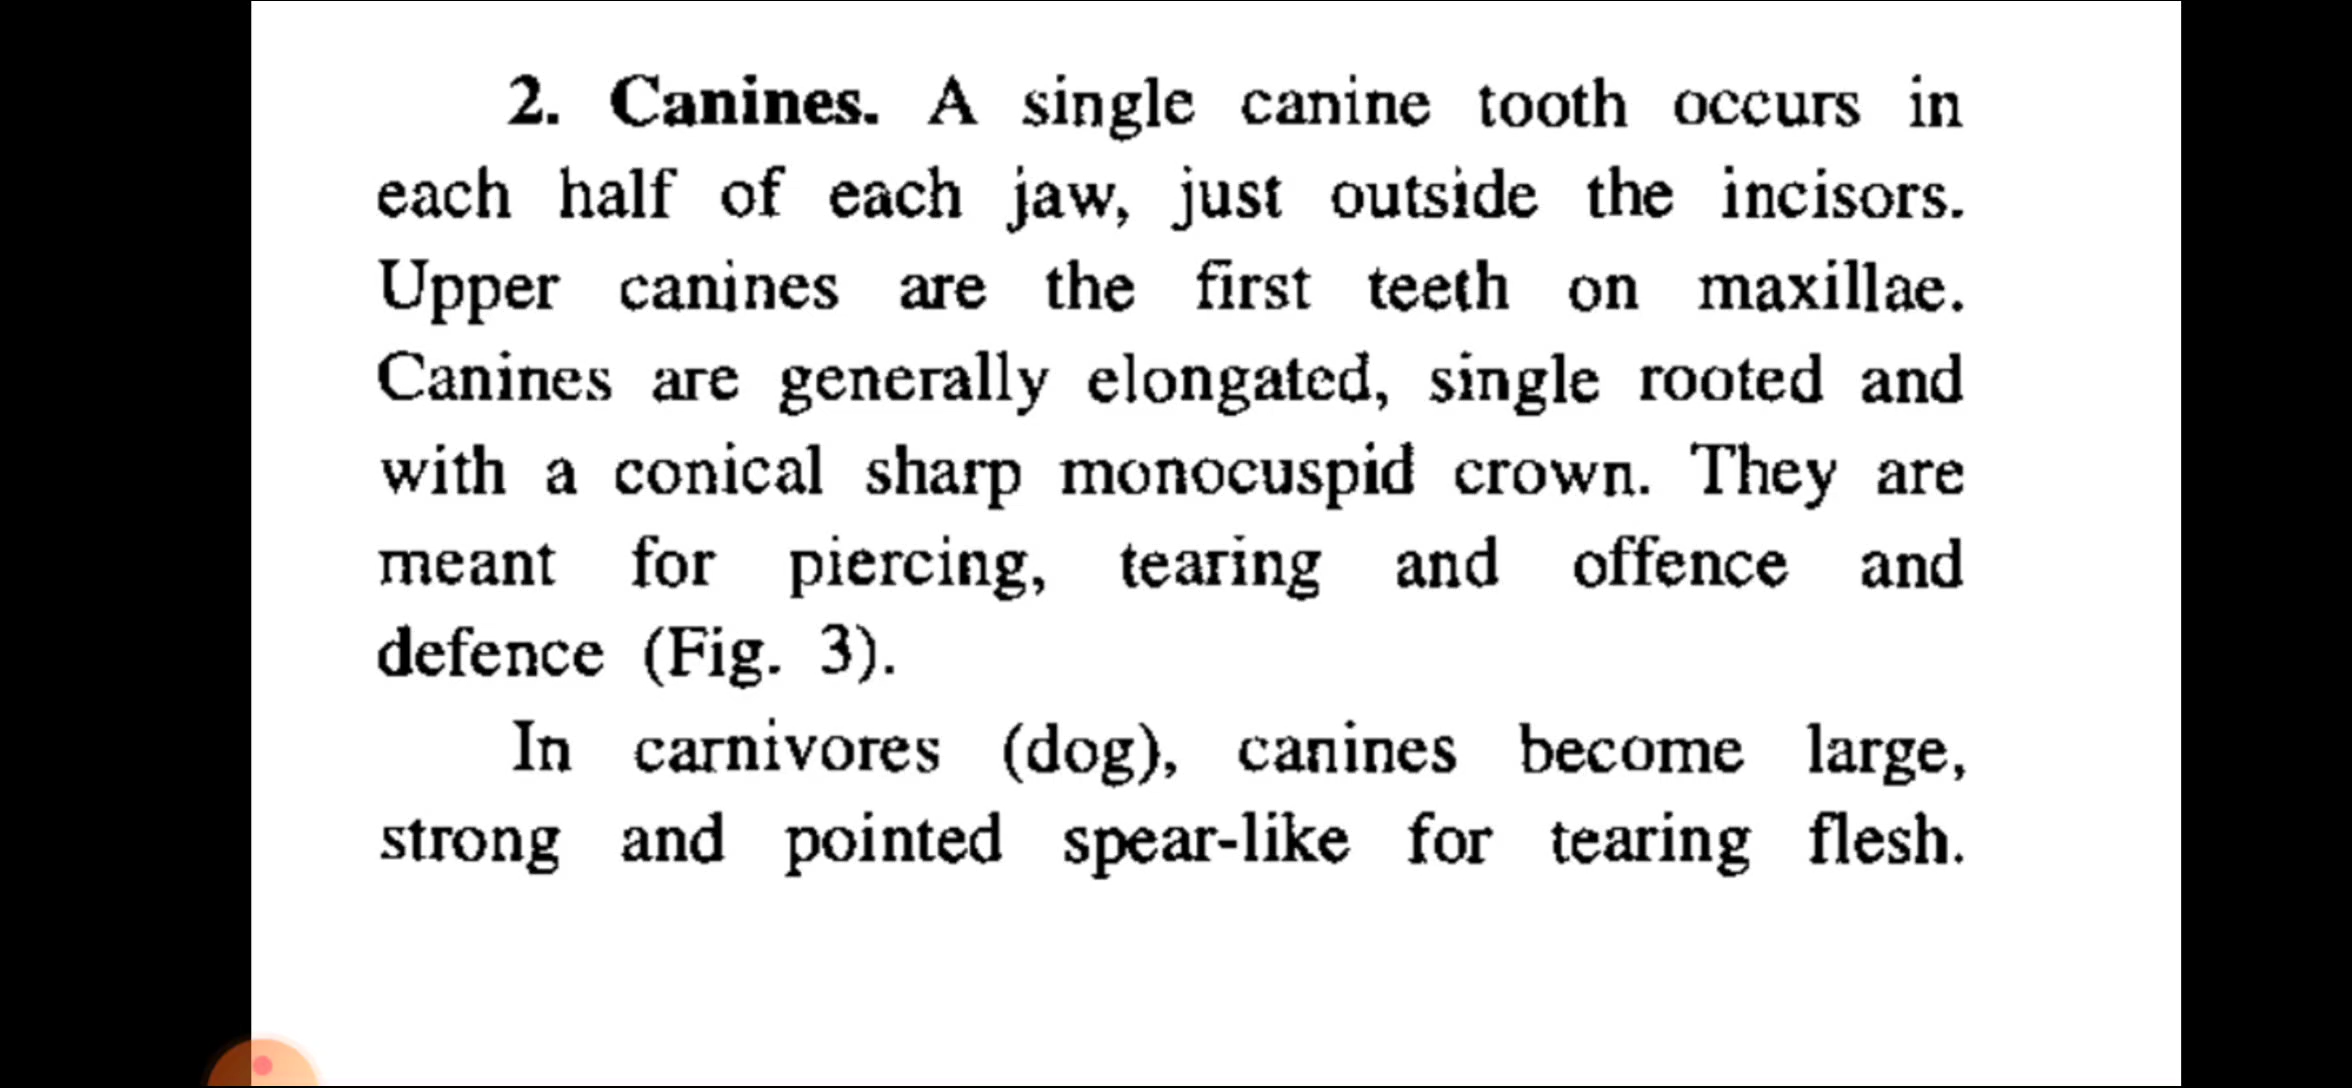 2. Canines. A single canine tooth occurs in
each half of each jaw, just outside the incisors.
Upper canines are the first teeth on maxillae.
Canines are generally elongated, single rooted and
with a conical sharp monocuspid crown. They are
meant for piercing, tearing and offence and
defence (Fig. 3).
In carnivores (dog), canines become large,
strong and pointed spear-like for tearing flesh.